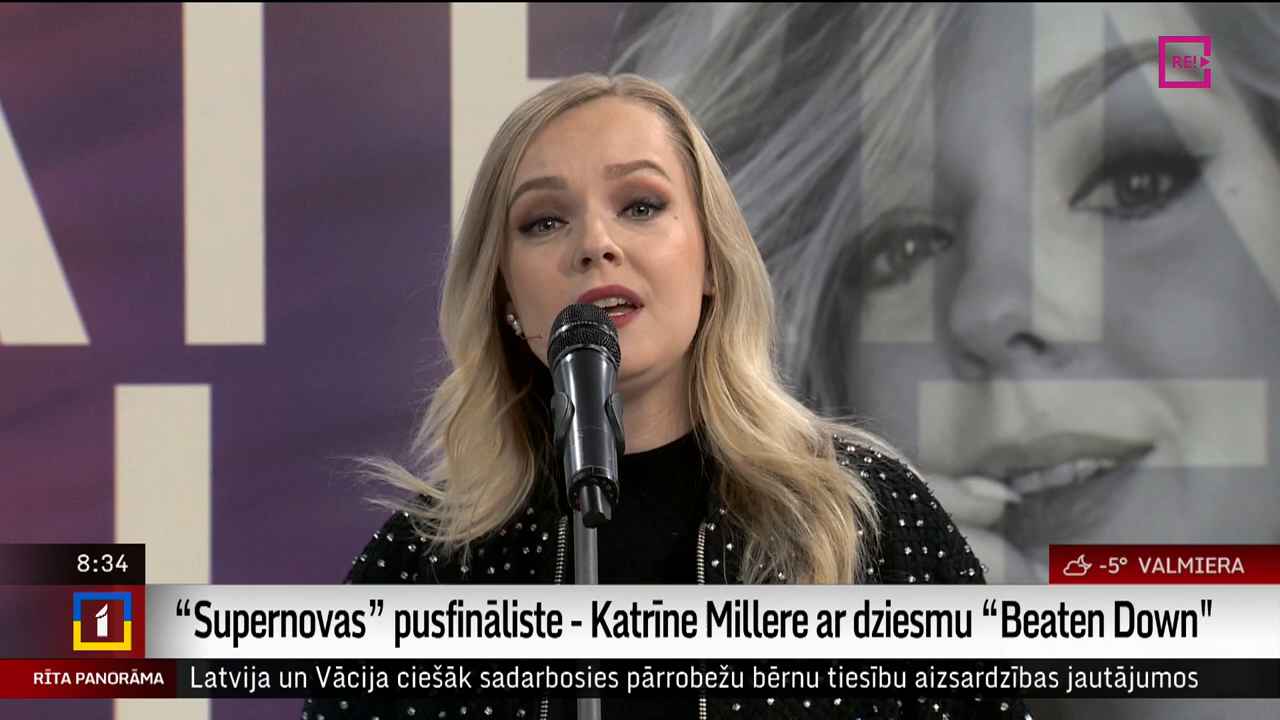 RE!
8:34
-5° VALMIERA
1
“Supernovas” pusfināliste - Katrīne Millere ar dziesmu “Beaten Down"
RĪTA PANORĀMA
Latvija un Vācija ciešāk sadarbosies pārrobežu bērnu tiesību aizsardzības jautājumos